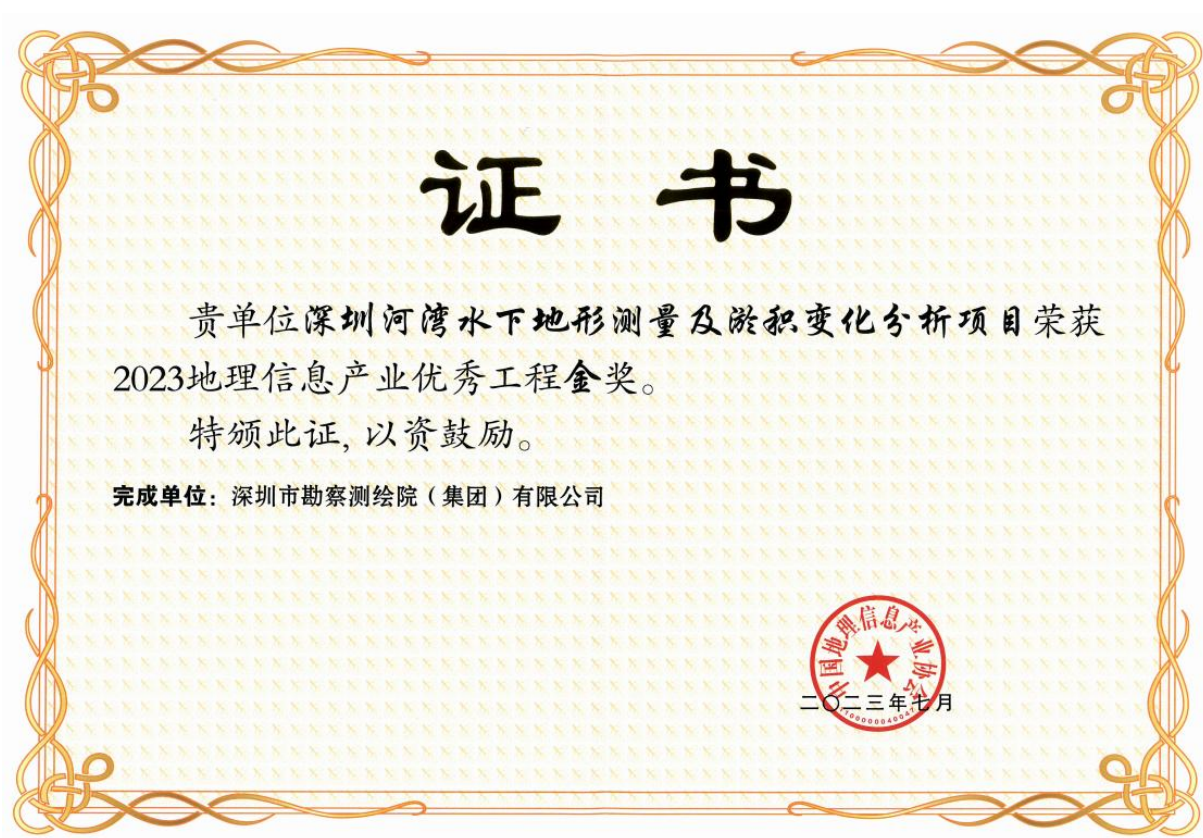 证 书
贵单位深圳河湾水下地形测量及淤积变化分析项目荣获
2023地理信息产业优秀工程金奖。
特颁此证,以资鼓励。
完成单位：深圳市勘察测绘院（集团）有限公司
中国地理信息产业协会
二〇二三年七月